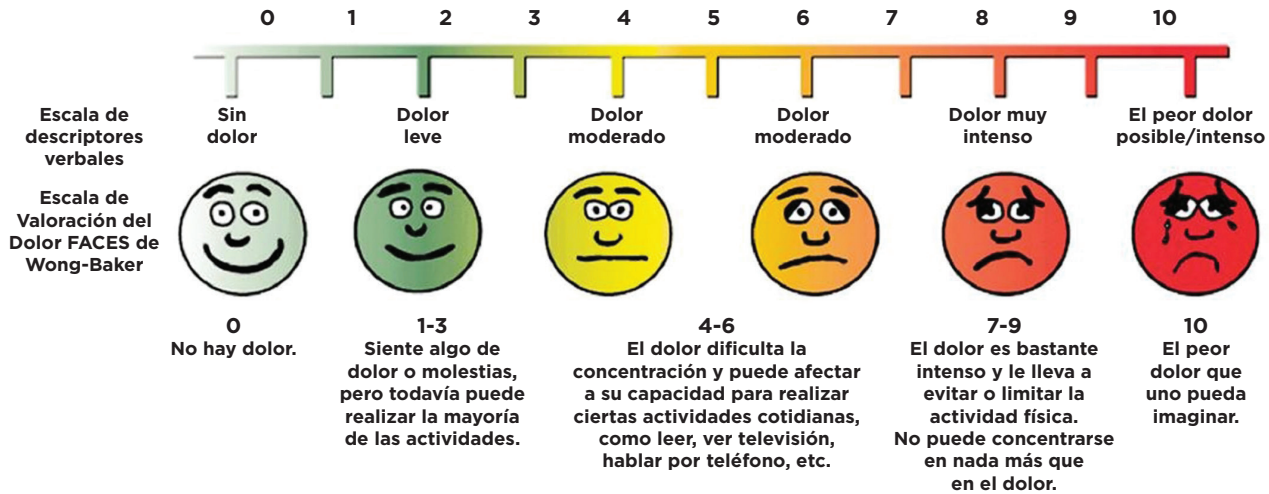 0 1 2 3 4 5 6 7 8 9 10
Escala de
descriptores
verbales
Sin
dolor
Dolor
leve
Dolor
moderado
Dolor
moderado
Dolor muy
intenso
El peor dolor
posible/intenso
Escala de
Valoración del
Dolor FACES de
Wong-Baker
0
No hay dolor.
1-3
Siente algo de
dolor o molestias,
pero todavía puede
realizar la mayoría
de las actividades.
4-6
El dolor dificulta la
concentración y puede afectar
a su capacidad para realizar
ciertas actividades cotidianas,
como leer, ver televisión,
hablar por teléfono, etc.
7-9
El dolor es bastante
intenso y le lleva a
evitar o limitar la
actividad física.
No puede concentrarse
en nada más que
en el dolor.
10
El peor
dolor que
uno pueda
imaginar.